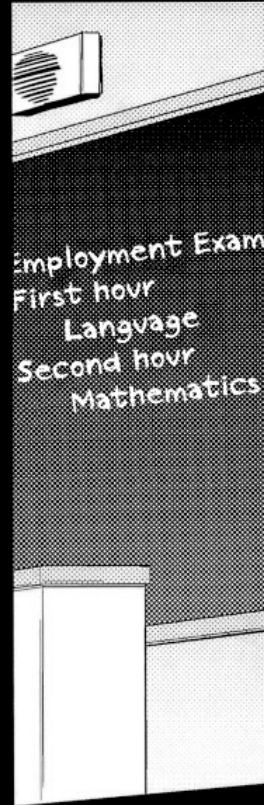 Employment Exam
First hour
Language
Second hour
Mathematics